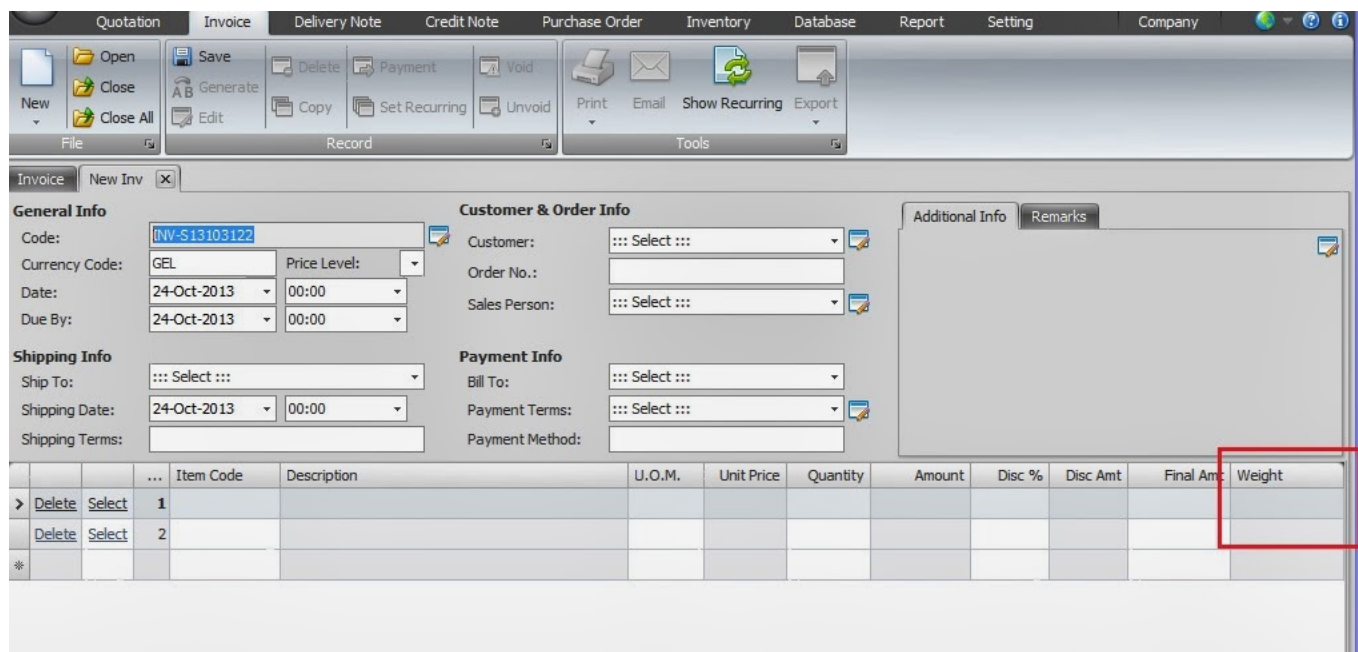 Quotation Invoice Delivery Note Credit Note Purchase Order Inventory Database Report Setting Company
New
Open
Close
Close All
File
Save
Generate
Edit
Delete Payment Void
Copy Set Recurring Unvoid
Record
Print Email Show Recurring Export
Tools
Invoice New Inv
General Info
Code: INV-S13103122
Currency Code: GEL Price Level:
Date: 24-Oct-2013 00:00
Due By: 24-Oct-2013 00:00
Customer & Order Info
Customer: ::: Select :::
Order No.:
Sales Person: ::: Select :::
Additional Info Remarks
Shipping Info
Ship To: ::: Select :::
Shipping Date: 24-Oct-2013 00:00
Shipping Terms:
Payment Info
Bill To: ::: Select :::
Payment Terms: ::: Select :::
Payment Method:
... Item Code Description U.O.M. Unit Price Quantity Amount Disc % Disc Amt Final Amt Weight
Delete Select 1
Delete Select 2